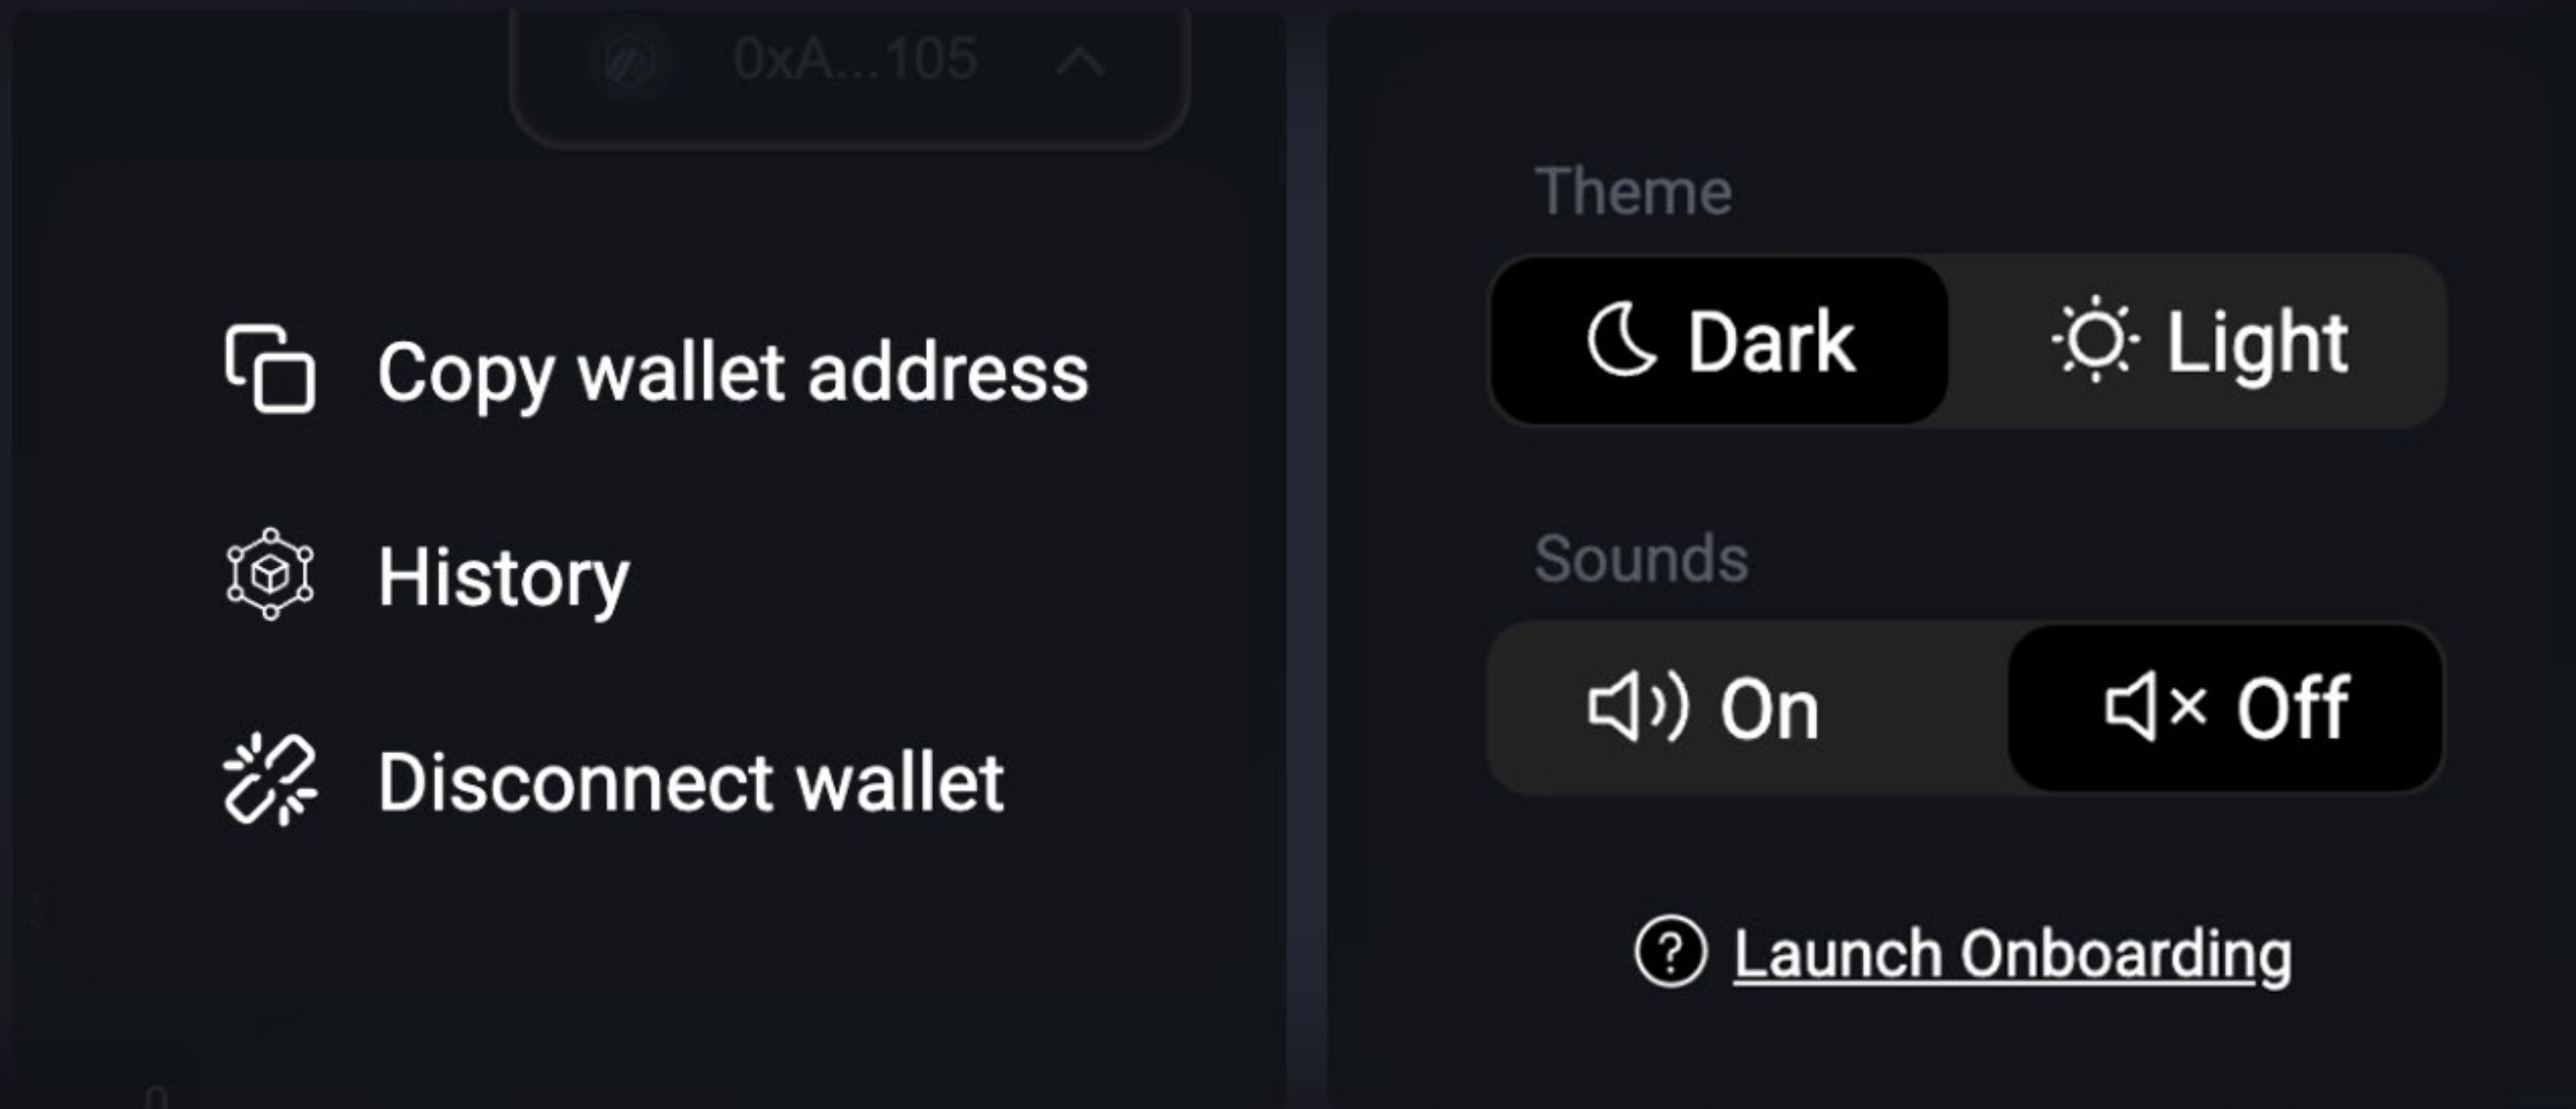 0xA...105
Copy wallet address
History
Disconnect wallet
Theme
Dark
Light
Sounds
On
Off
Launch Onboarding